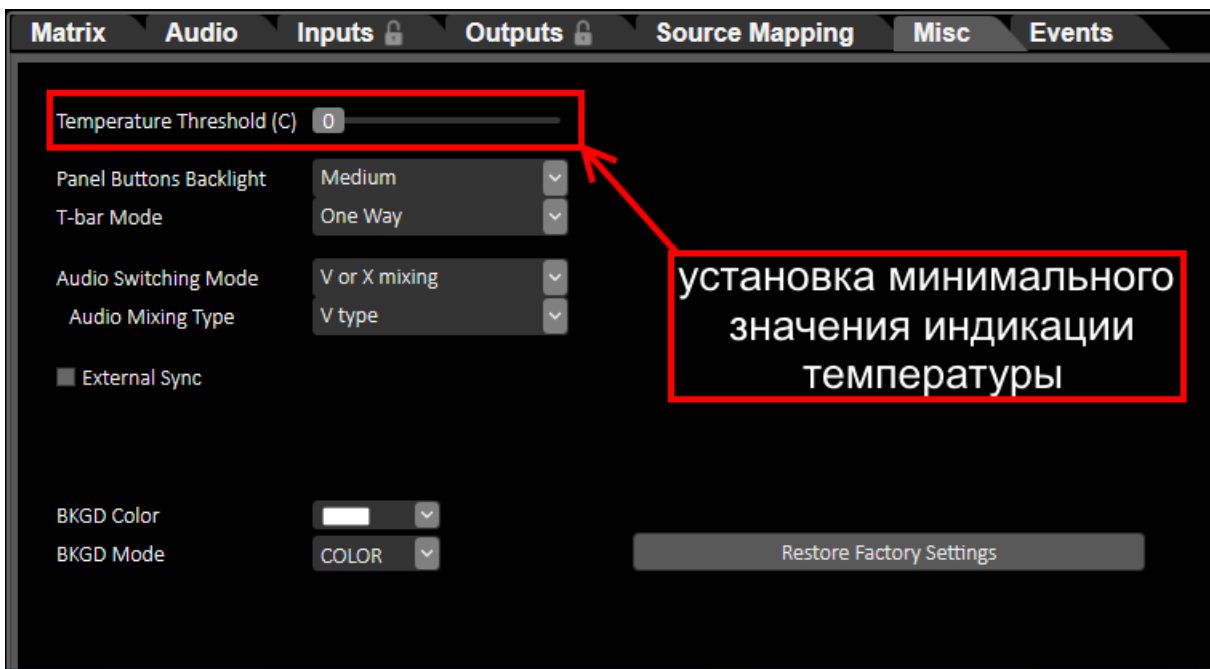 Matrix Audio Inputs Outputs Source Mapping Misc Events
Temperature Threshold (C) 0
Panel Buttons Backlight Medium
T-bar Mode One Way
Audio Switching Mode V or X mixing
Audio Mixing Type V type
установка минимального
значения индикации
температуры
External Sync
BKGD Color
BKGD Mode COLOR
Restore Factory Settings